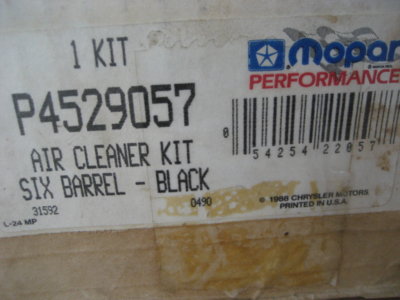 1 KIT
P4529057
AIR CLEANER KIT
SIX BARREL - BLACK
31592 0490
L-24 MP
Mopar
PERFORMANCE
0 54254 22057
© 1988 CHRYSLER MOTORS
PRINTED IN U.S.A.